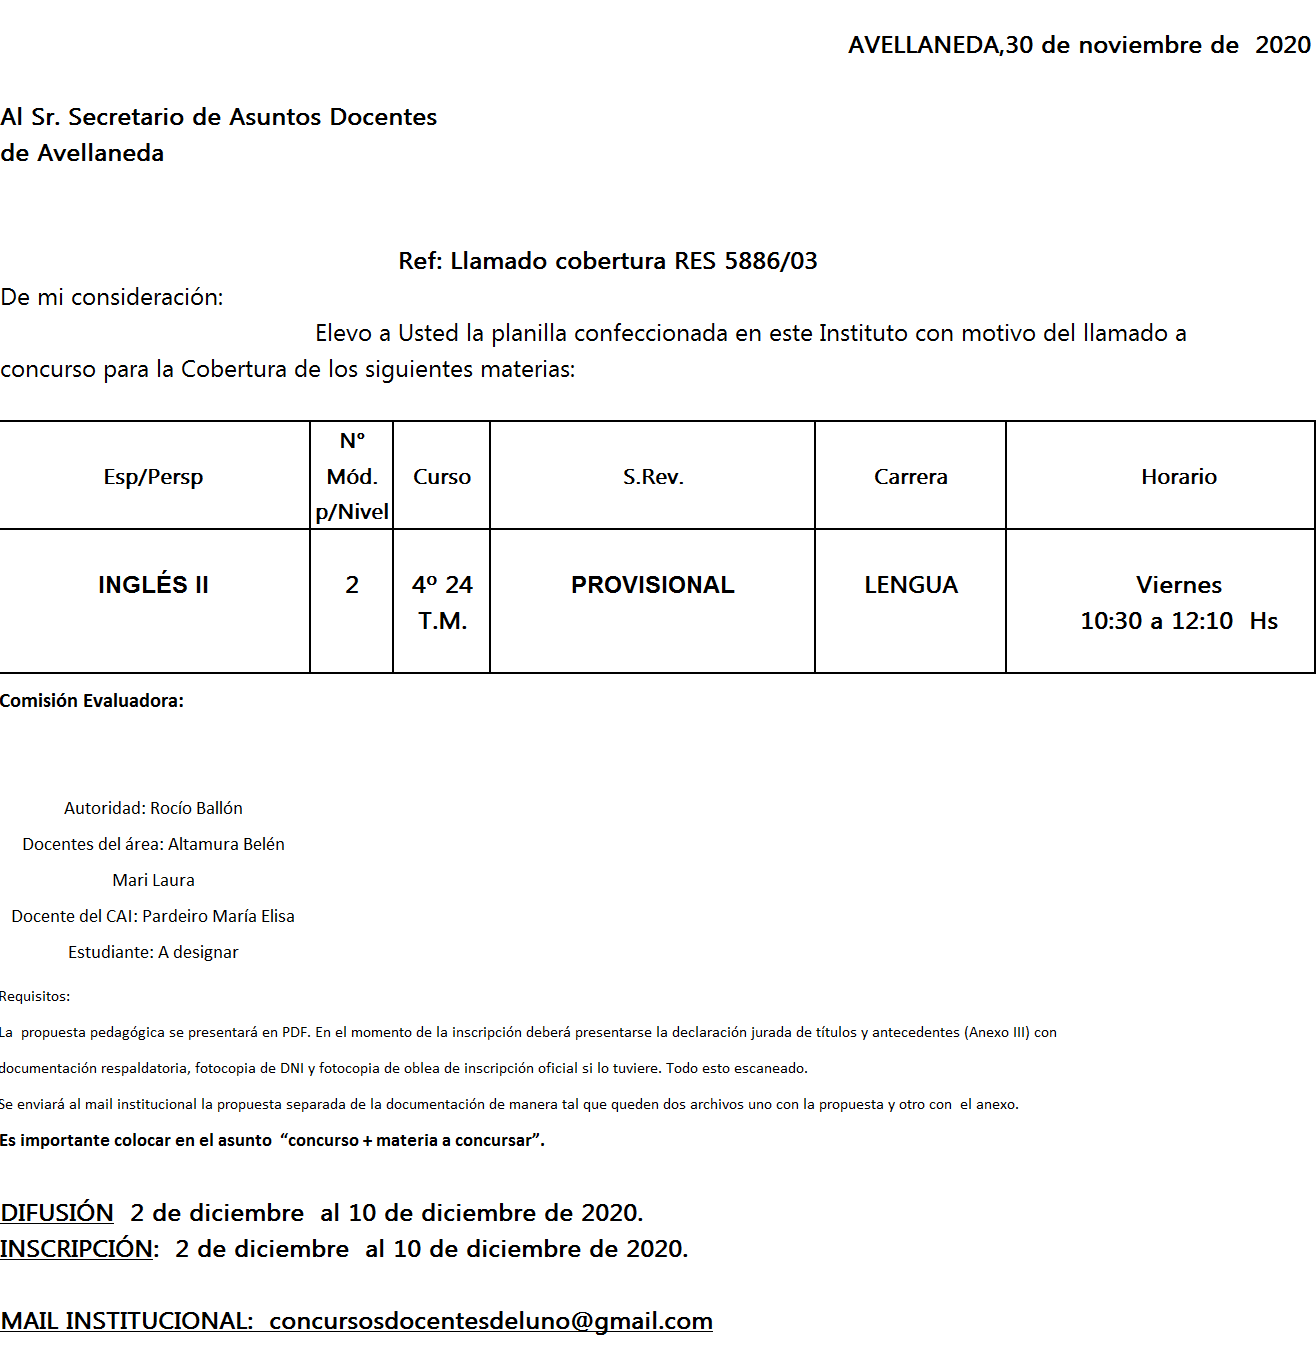 AVELLANEDA,30 de noviembre de  2020
Al Sr. Secretario de Asuntos Docentes
de Avellaneda
Ref: Llamado cobertura RES 5886/03
De mi consideración:
Elevo a Usted la planilla confeccionada en este Instituto con motivo del llamado a
concurso para la Cobertura de los siguientes materias:
Esp/Persp
N°
Mód.
p/Nivel
Curso
S.Rev.
Carrera
Horario
INGLÉS II
2
4º 24
T.M.
PROVISIONAL
LENGUA
Viernes
10:30 a 12:10  Hs
Comisión Evaluadora:
Autoridad: Rocío Ballón
Docentes del área: Altamura Belén
Mari Laura
Docente del CAI: Pardeiro María Elisa
Estudiante: A designar
Requisitos:
La  propuesta pedagógica se presentará en PDF. En el momento de la inscripción deberá presentarse la declaración jurada de títulos y antecedentes (Anexo III) con
documentación respaldatoria, fotocopia de DNI y fotocopia de oblea de inscripción oficial si lo tuviere. Todo esto escaneado.
Se enviará al mail institucional la propuesta separada de la documentación de manera tal que queden dos archivos uno con la propuesta y otro con  el anexo.
Es importante colocar en el asunto  “concurso + materia a concursar”.
DIFUSIÓN  2 de diciembre  al 10 de diciembre de 2020.
INSCRIPCIÓN:  2 de diciembre  al 10 de diciembre de 2020.
MAIL INSTITUCIONAL:  concursosdocentesdeluno@gmail.com